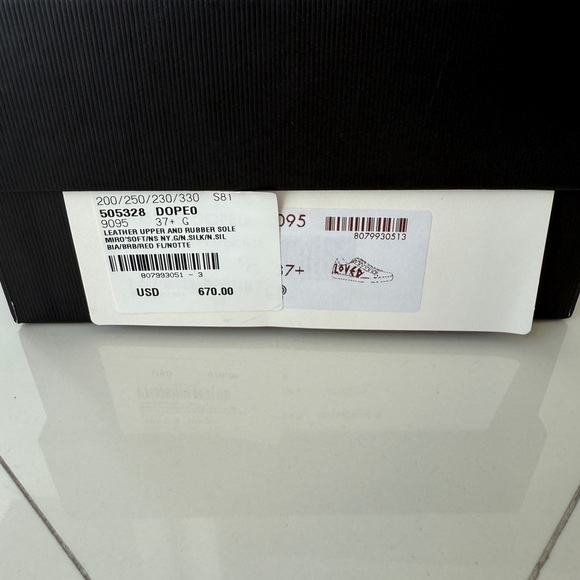 200/250/230/330 S81
505328 DOPE0
9095 37+ G
LEATHER UPPER AND RUBBER SOLE
MIRO'SOFT/NS NY.G/N.SILK/N.SIL
BIA/BRB/RED FL/NOTTE
807993051 - 3
USD 670.00
095
8079930513
37+
LOVED